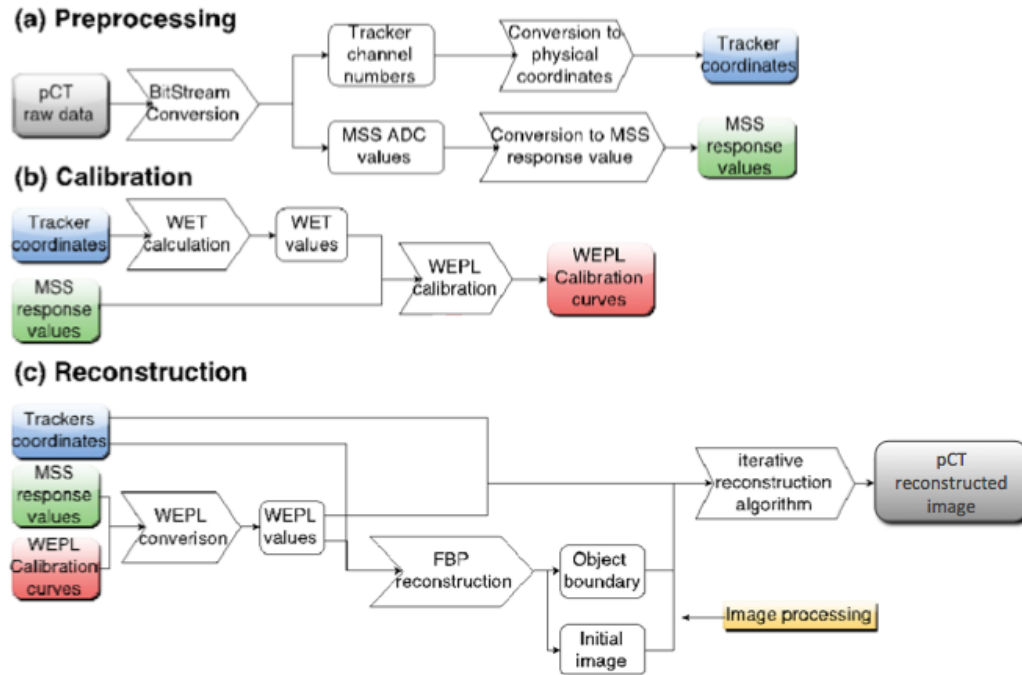 (a) Preprocessing
pCT
raw data
BitStream
Conversion
Tracker
channel
numbers
Conversion to
physical
coordinates
Tracker
coordinates
MSS ADC
values
Conversion to MSS
response value
MSS
response
values
(b) Calibration
Tracker
coordinates
WET
calculation
WET
values
MSS
response
values
WEPL
calibration
WEPL
Calibration
curves
(c) Reconstruction
Trackers
coordinates
MSS
response
values
WEPL
Calibration
curves
WEPL
converison
WEPL
values
FBP
reconstruction
Object
boundary
Initial
image
Image processing
iterative
reconstruction
algorithm
pCT
reconstructed
image